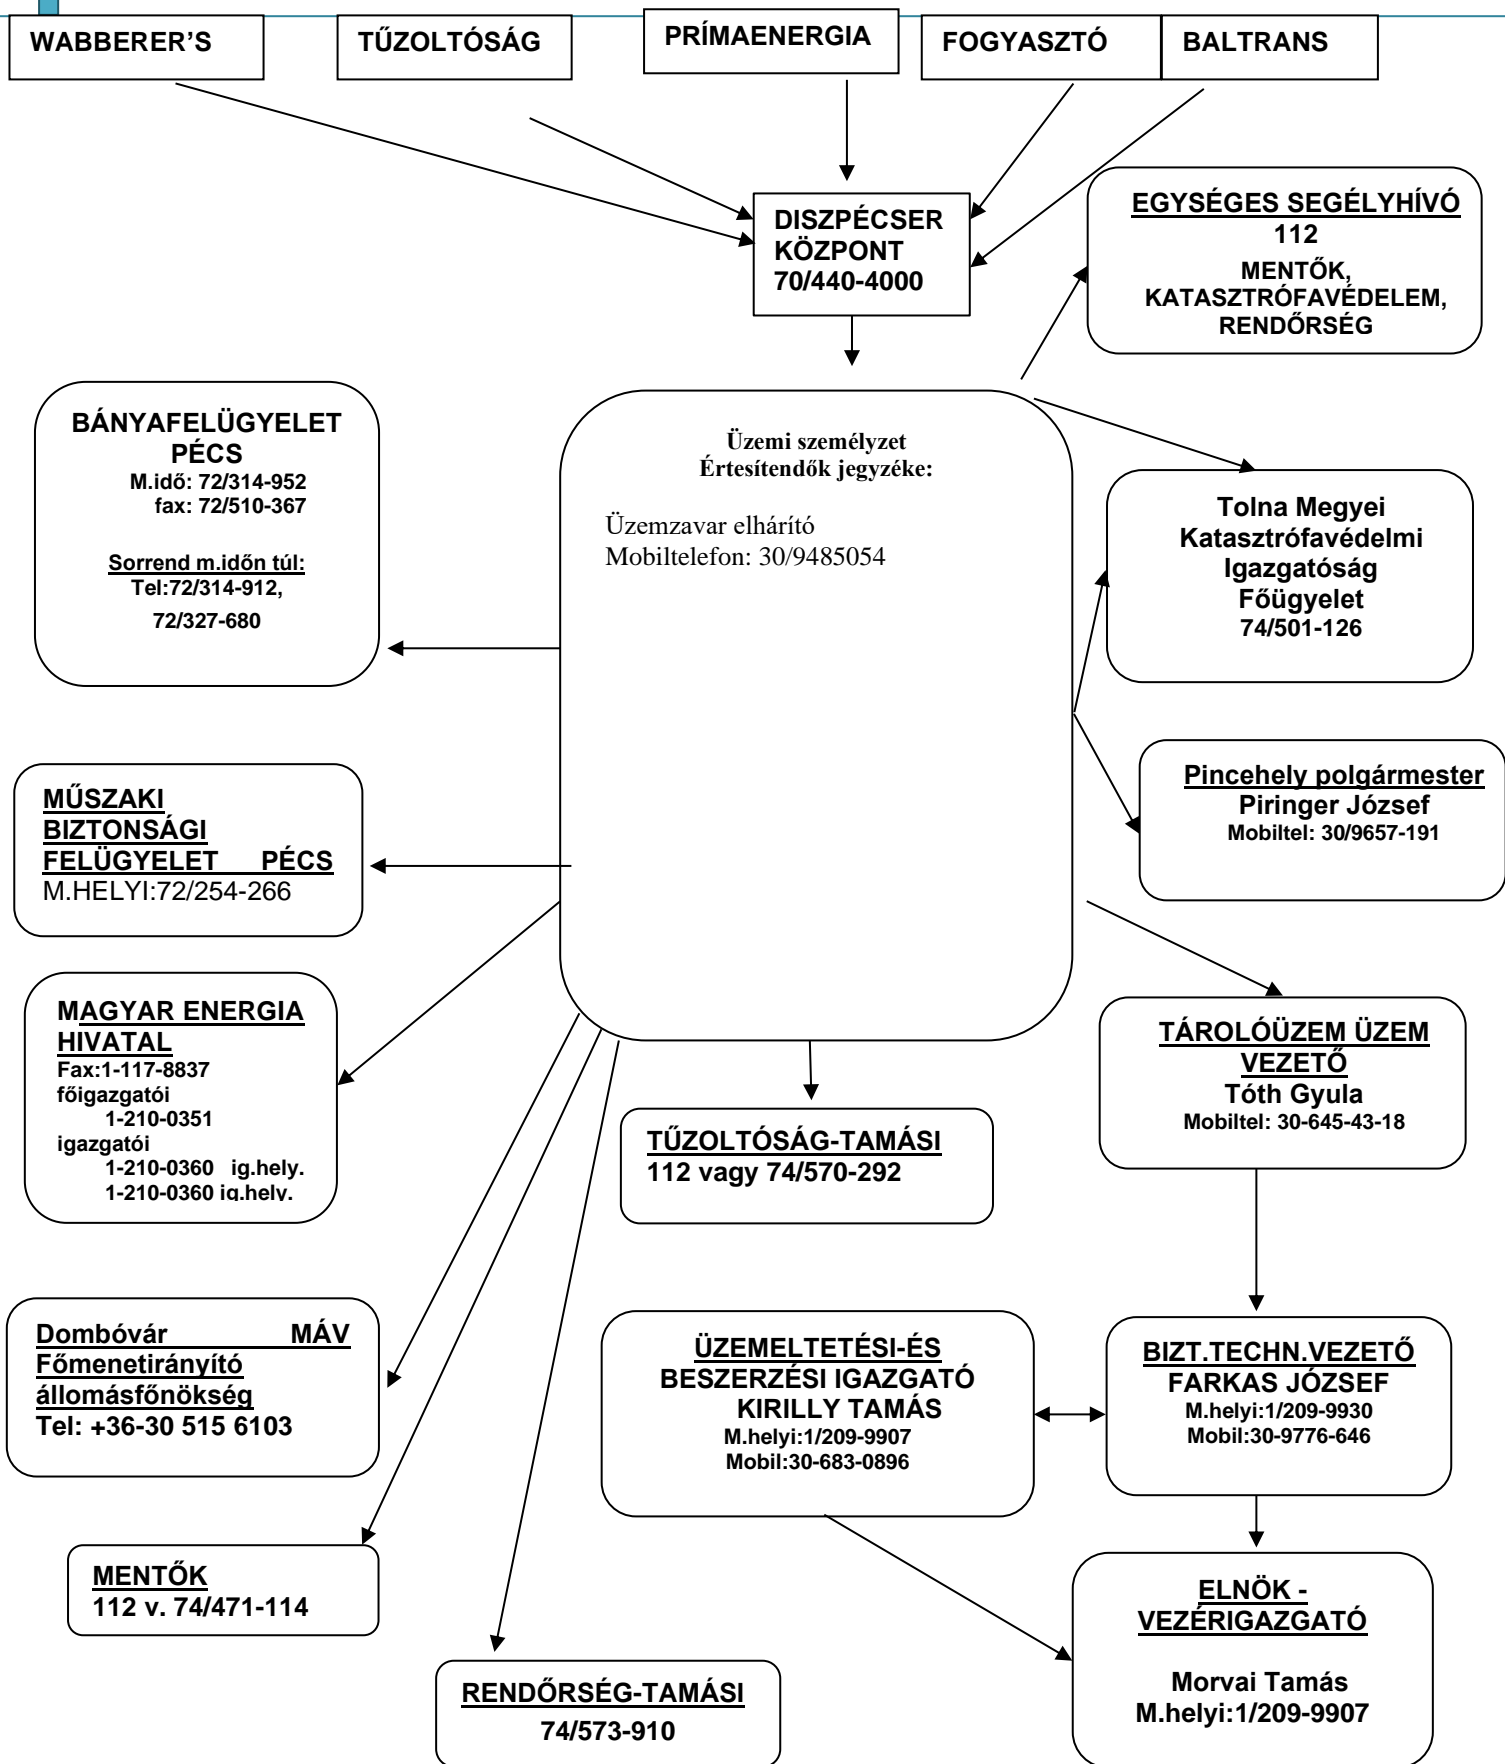 WABBERER’S
TŰZOLTÓSÁG
PRÍMAENERGIA
FOGYASZTÓ
BALTRANS
DISZPÉCSER
KÖZPONT
70/440-4000
EGYSÉGES SEGÉLYHÍVÓ
112
MENTŐK,
KATASZTRÓFAVÉDELEM,
RENDŐRSÉG
BÁNYAFELÜGYELET
PÉCS
M.idő: 72/314-952
fax: 72/510-367
Sorrend m.időn túl:
Tel:72/314-912,
72/327-680
Üzemi személyzet
Értesítendők jegyzéke:
Üzemzavar elhárító
Mobiltelefon: 30/9485054
Tolna Megyei
Katasztrófavédelmi
Igazgatóság
Főügyelet
74/501-126
MŰSZAKI
BIZTONSÁGI
FELÜGYELET PÉCS
M.HELYI:72/254-266
Pincehely polgármester
Piringer József
Mobiltel: 30/9657-191
MAGYAR ENERGIA
HIVATAL
Fax:1-117-8837
főigazgatói
1-210-0351
igazgatói
1-210-0360 ig.hely.
1-210-0360 ig.hely.
TÁROLÓÜZEM ÜZEM
VEZETŐ
Tóth Gyula
Mobiltel: 30-645-43-18
TŰZOLTÓSÁG-TAMÁSI
112 vagy 74/570-292
Dombóvár MÁV
Főmenetirányító
állomásfőnökség
Tel: +36-30 515 6103
ÜZEMELTETÉSI-ÉS
BESZERZÉSI IGAZGATÓ
KIRILLY TAMÁS
M.helyi:1/209-9907
Mobil:30-683-0896
BIZT.TECHN.VEZETŐ
FARKAS JÓZSEF
M.helyi:1/209-9930
Mobil:30-9776-646
MENTŐK
112 v. 74/471-114
RENDŐRSÉG-TAMÁSI
74/573-910
ELNÖK -
VEZÉRIGAZGATÓ
Morvai Tamás
M.helyi:1/209-9907